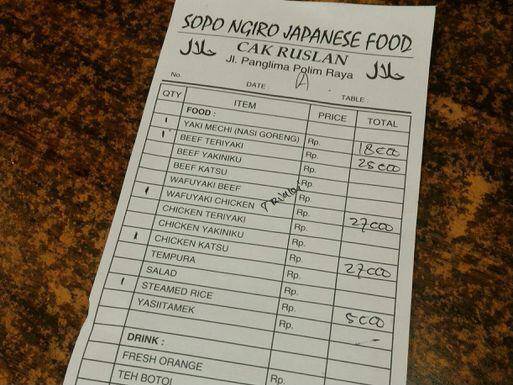 SOPO NGIRO JAPANESE FOOD
CAK RUSLAN
حلال Jl. Panglima Polim Raya حلال
No. DATE : TABLE :
QTY ITEM PRICE TOTAL
FOOD :
1 YAKI MECHI (NASI GORENG) Rp. 18000
1 BEEF TERIYAKI Rp. 25000
BEEF YAKINIKU Rp.
BEEF KATSU Rp.
WAFUYAKI BEEF Rp.
1 WAFUYAKI CHICKEN Rp. 27000
CHICKEN TERIYAKI Rp.
CHICKEN YAKINIKU Rp.
1 CHICKEN KATSU Rp. 27000
TEMPURA Rp.
SALAD Rp.
1 STEAMED RICE Rp. 5000
YASIITAMEK Rp.
DRINK :
FRESH ORANGE
TEH BOTOL